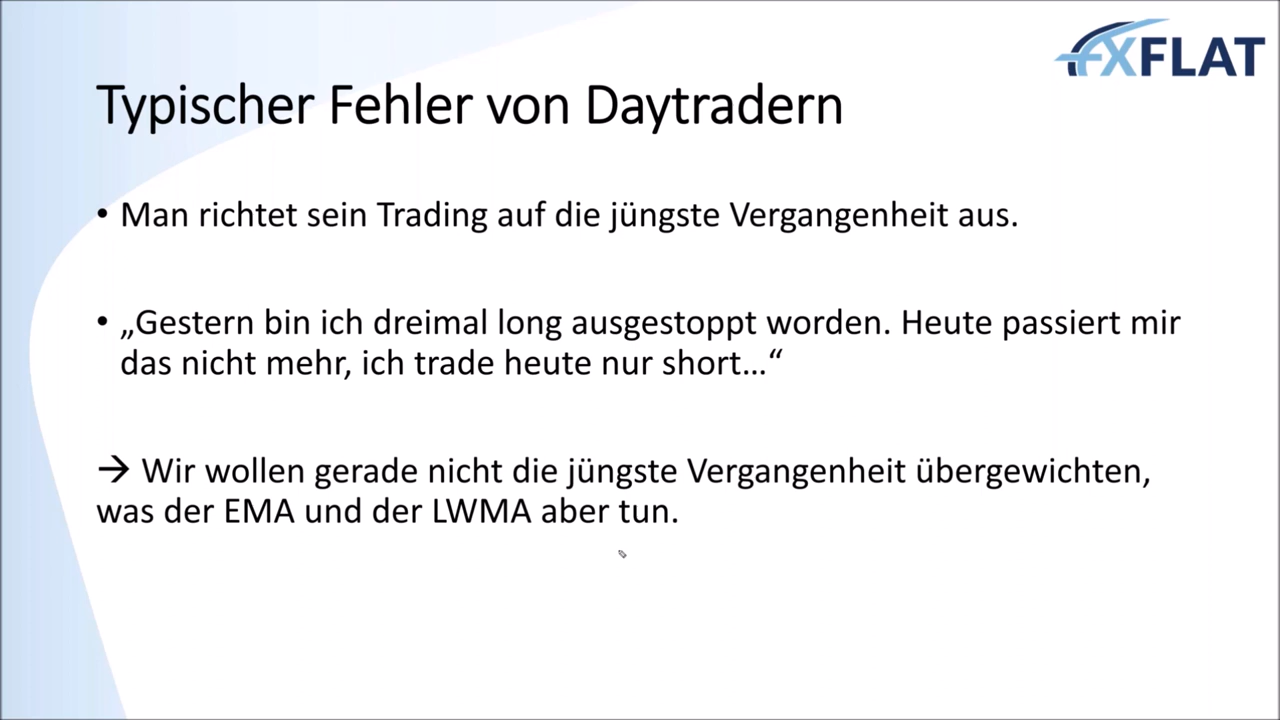 FXFLAT
Typischer Fehler von Daytradern
• Man richtet sein Trading auf die jüngste Vergangenheit aus.
• „Gestern bin ich dreimal long ausgestoppt worden. Heute passiert mir
das nicht mehr, ich trade heute nur short…“
→ Wir wollen gerade nicht die jüngste Vergangenheit übergewichten,
was der EMA und der LWMA aber tun.